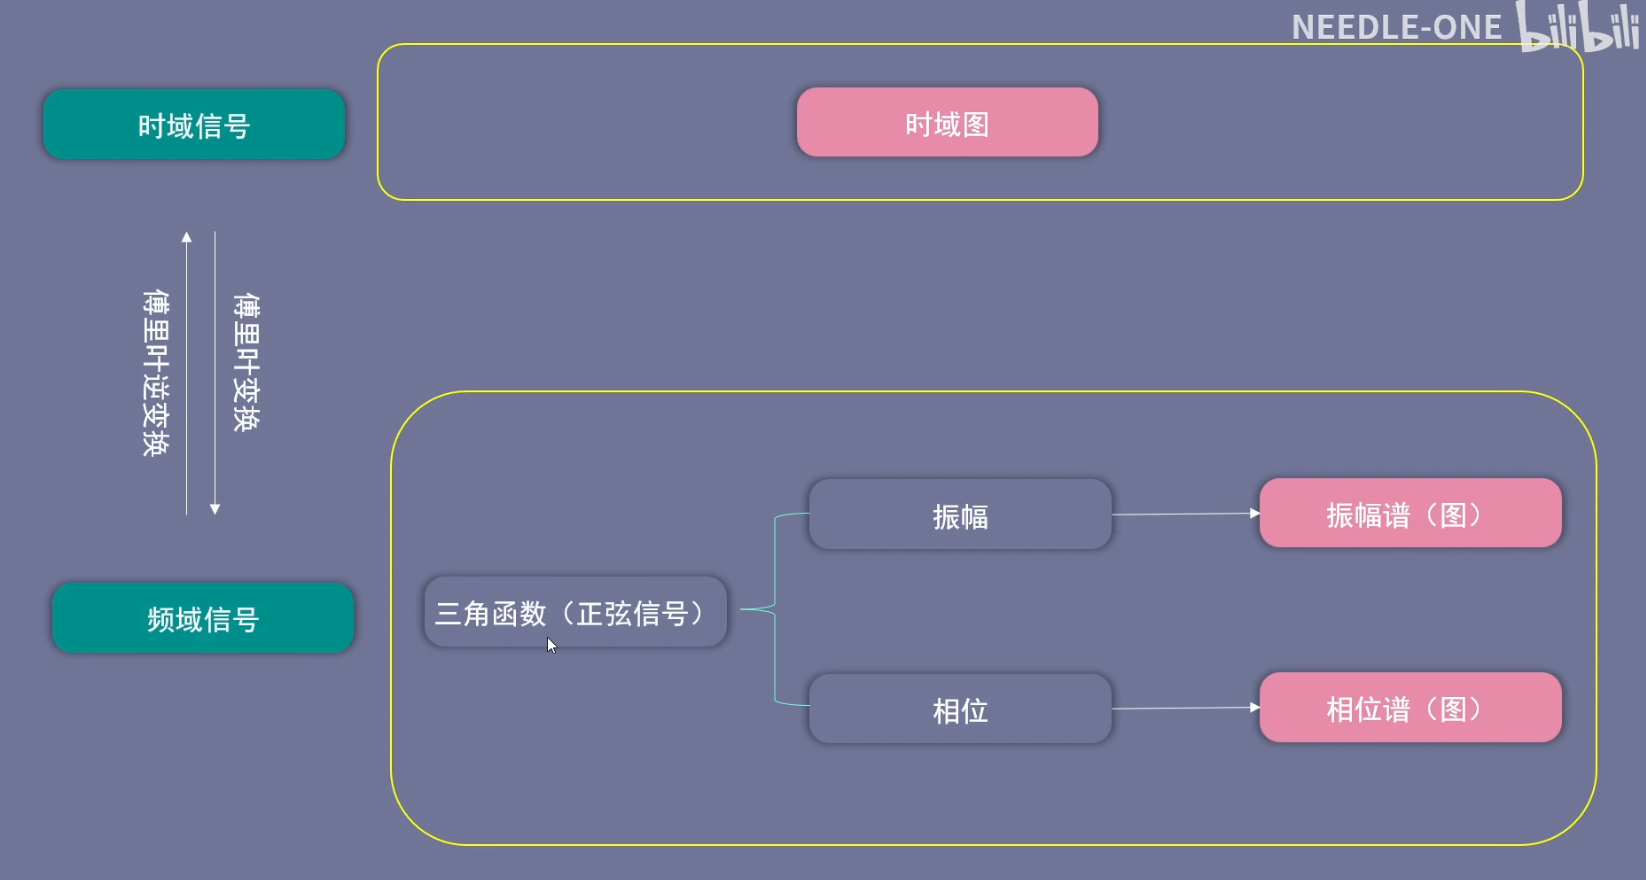 NEEDLE-ONE bilibili
时域信号
时域图
傅里叶逆变换
傅里叶变换
振幅
振幅谱（图）
三角函数（正弦信号）
频域信号
相位
相位谱（图）